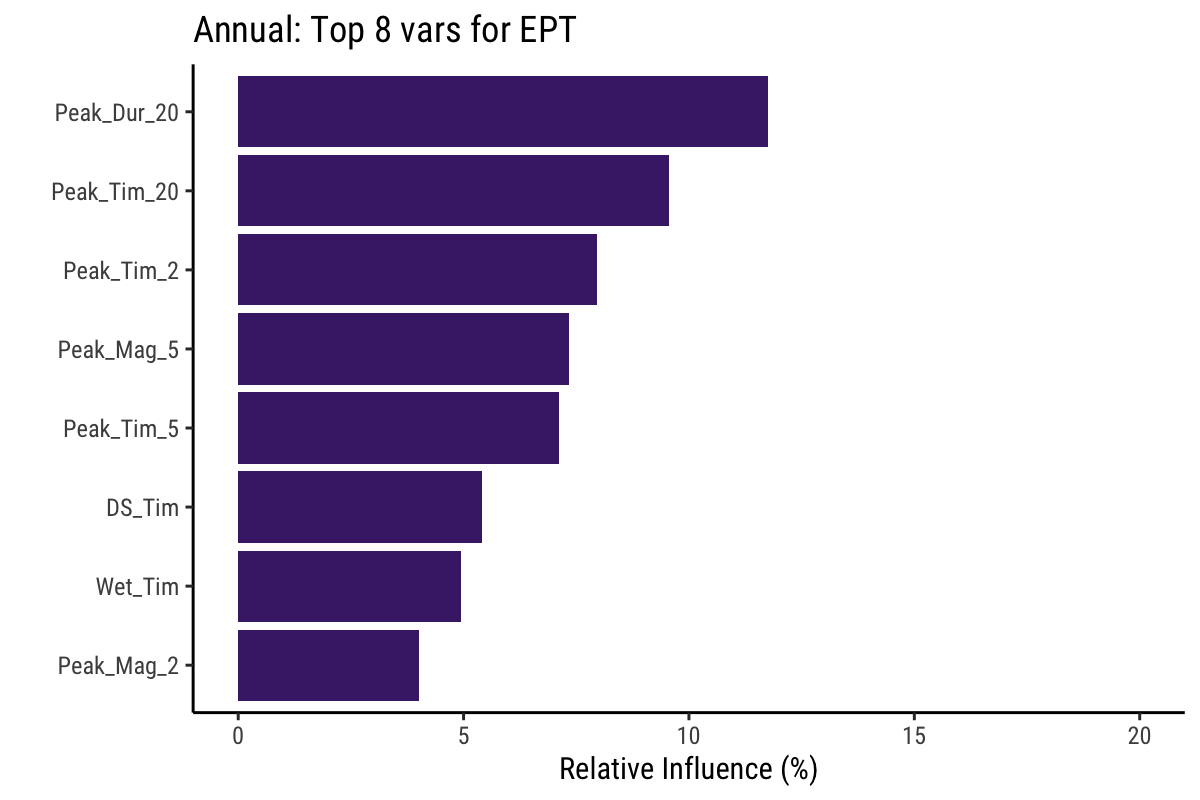 Annual: Top 8 vars for EPT
Peak_Dur_20
Peak_Tim_20
Peak_Tim_2
Peak_Mag_5
Peak_Tim_5
DS_Tim
Wet_Tim
Peak_Mag_2
0 5 10 15 20
Relative Influence (%)